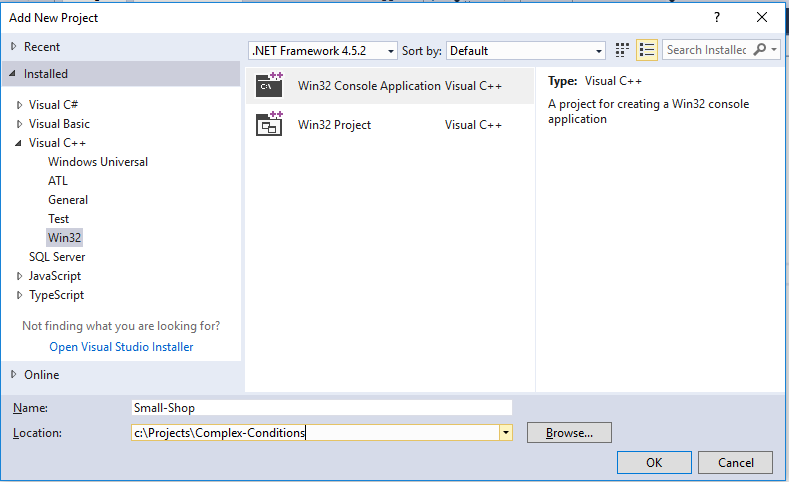 Add New Project
?
Recent
.NET Framework 4.5.2 Sort by: Default Search Installed
Installed
Visual C#
Visual Basic
Visual C++
Windows Universal
ATL
General
Test
Win32
SQL Server
JavaScript
TypeScript
Not finding what you are looking for?
Open Visual Studio Installer
Online
C:\ Win32 Console Application Visual C++
Win32 Project Visual C++
Type: Visual C++
A project for creating a Win32 console
application
Name: Small-Shop
Location: c:\Projects\Complex-Conditions Browse...
OK Cancel